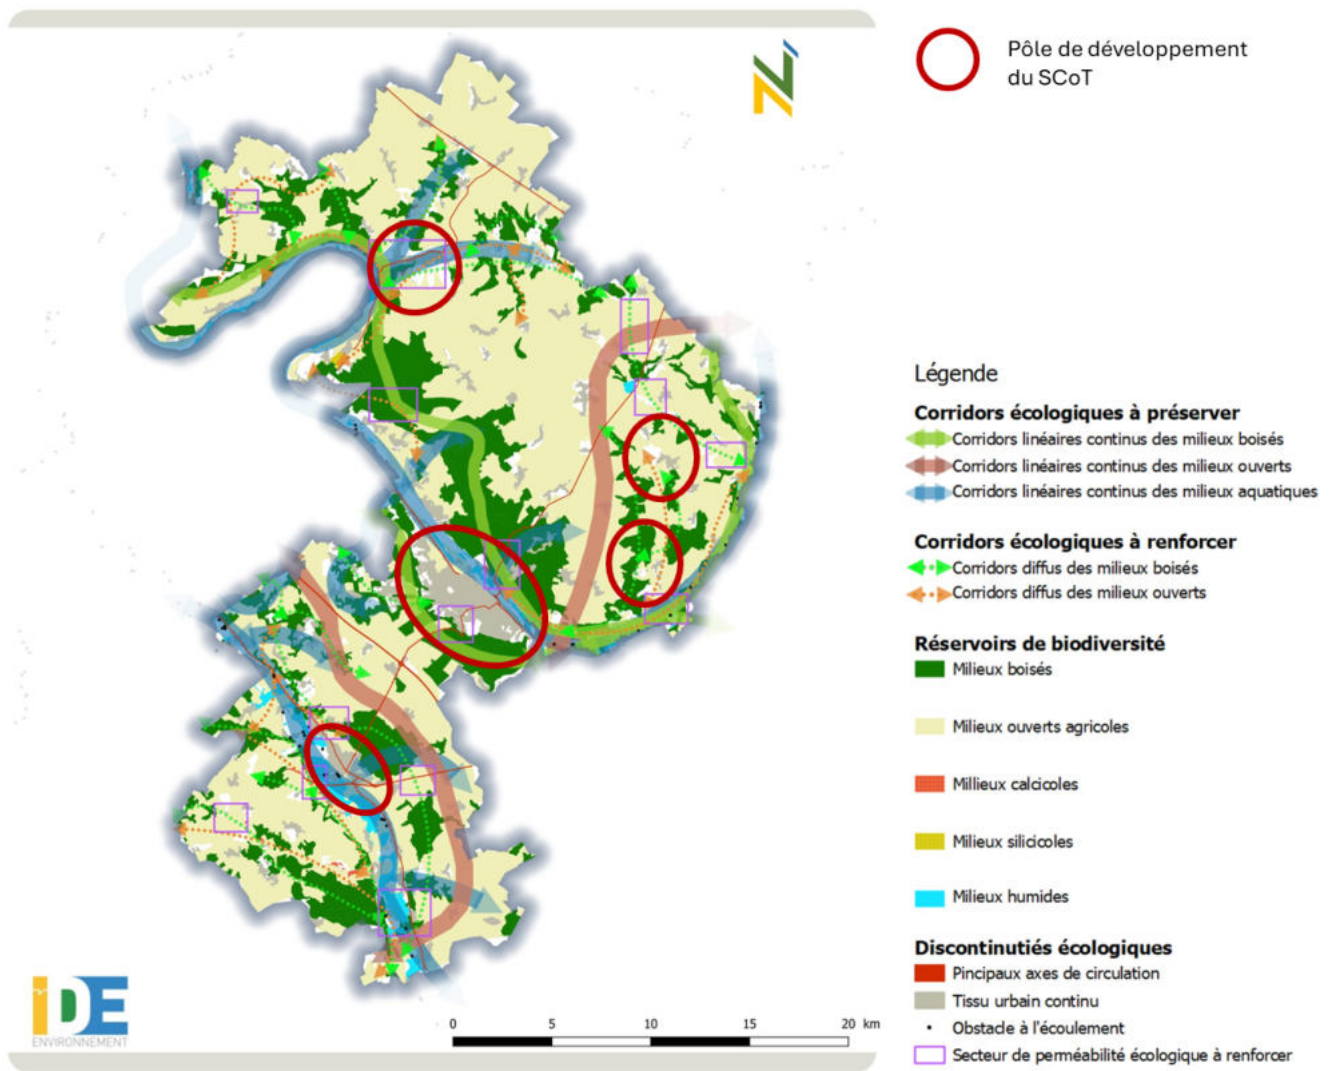 Pôle de développement
du SCoT
Légende
Corridors écologiques à préserver
Corridors linéaires continus des milieux boisés
Corridors linéaires continus des milieux ouverts
Corridors linéaires continus des milieux aquatiques
Corridors écologiques à renforcer
Corridors diffus des milieux boisés
Corridors diffus des milieux ouverts
Réservoirs de biodiversité
Milieux boisés
Milieux ouverts agricoles
Millieux calcicoles
Milieux silicicoles
Milieux humides
Discontinutiés écologiques
Pincipaux axes de circulation
Tissu urbain continu
Obstacle à l'écoulement
Secteur de perméabilité écologique à renforcer
iDE
ENVIRONNEMENT
0 5 10 15 20 km